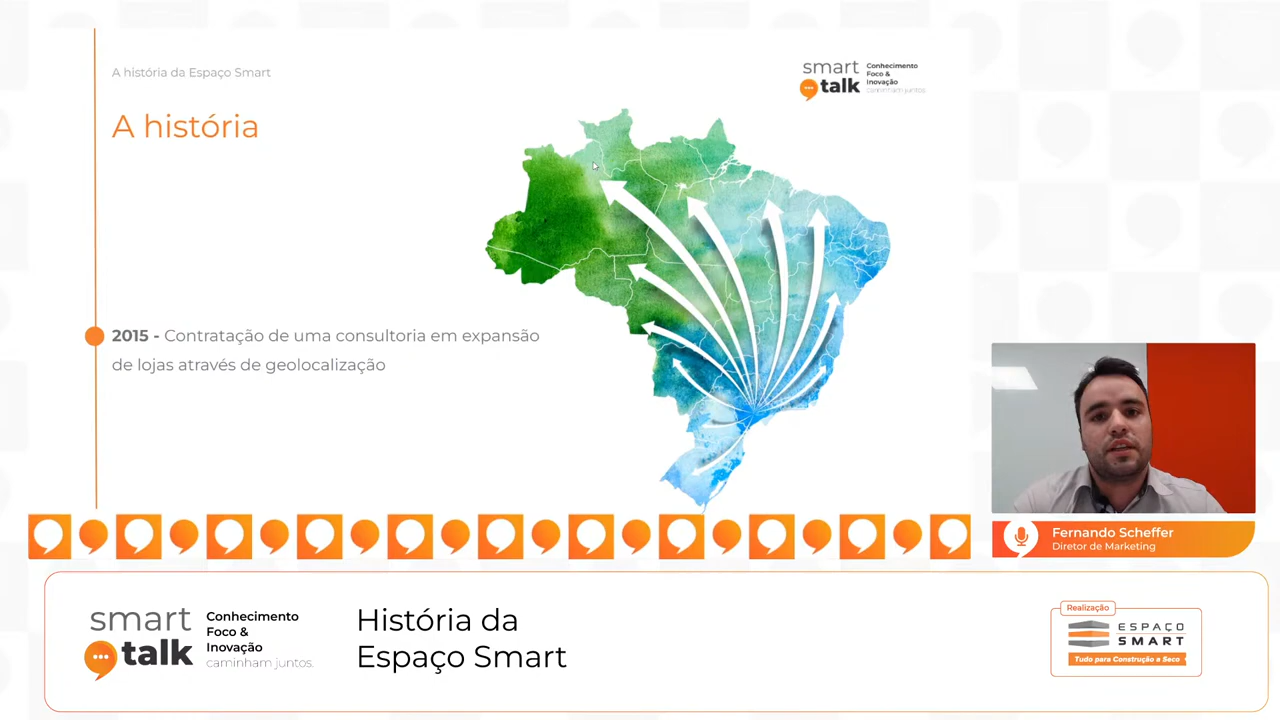 A história da Espaço Smart
smart
talk
Conhecimento
Foco &
Inovação
caminham juntos.
A história
2015 - Contratação de uma consultoria em expansão
de lojas através de geolocalização
Fernando Scheffer
Diretor de Marketing
smart
talk
Conhecimento
Foco &
Inovação
caminham juntos.
História da
Espaço Smart
Realização
ESPAÇO
SMART
Tudo para Construção a Seco